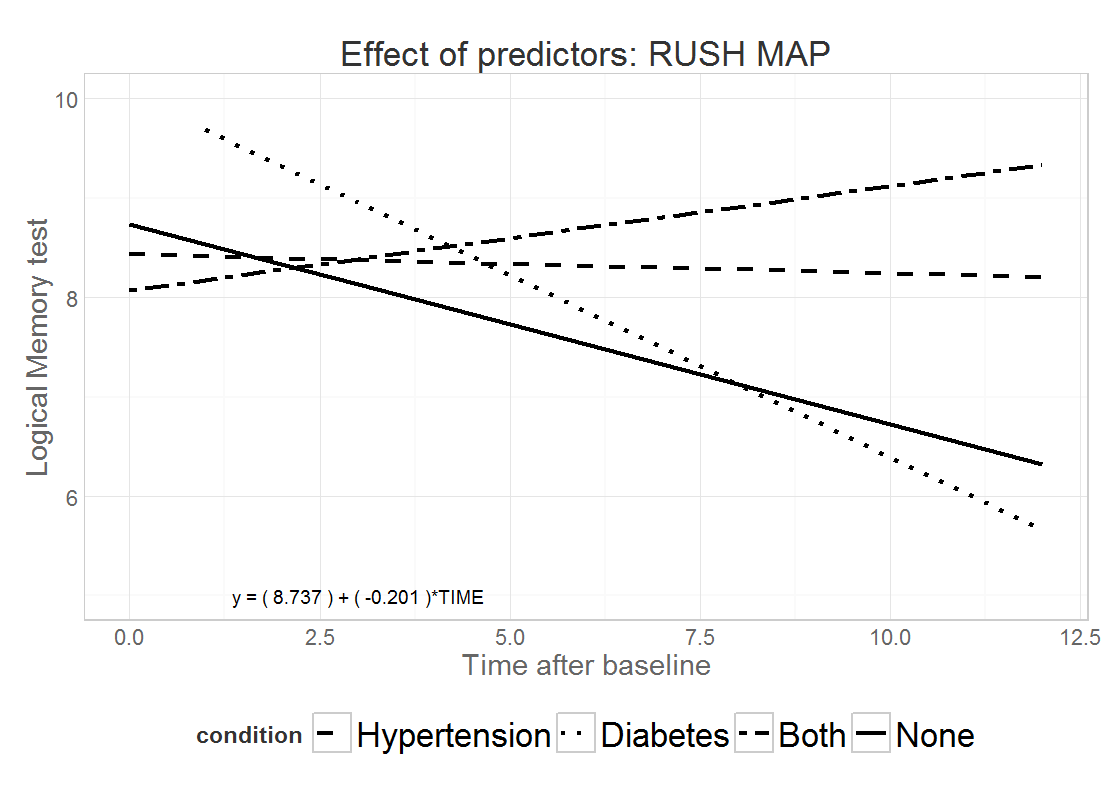 Effect of predictors: RUSH MAP
10
8
6
Logical Memory test
y = ( 8.737 ) + ( -0.201 )*TIME
0.0 2.5 5.0 7.5 10.0 12.5
Time after baseline
condition Hypertension Diabetes Both None